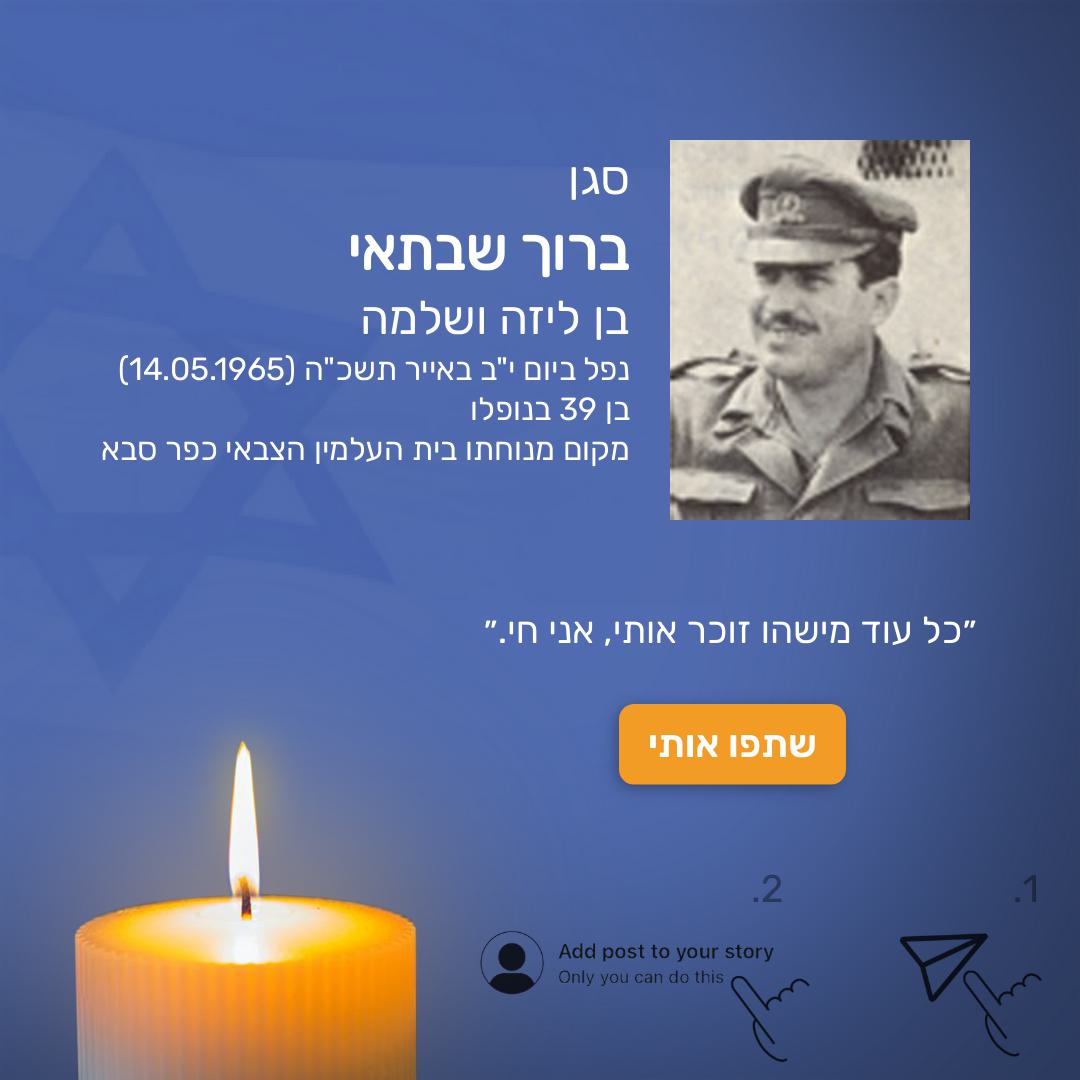 סגן
ברוך שבתאי
בן ליזה ושלמה
נפל ביום י"ב באייר תשכ"ה (14.05.1965)
בן 39 בנופלו
מקום מנוחתו בית העלמין הצבאי כפר סבא
״כל עוד מישהו זוכר אותי, אני חי.״
שתפו אותי
1.
2.
Add post to your story
Only you can do this